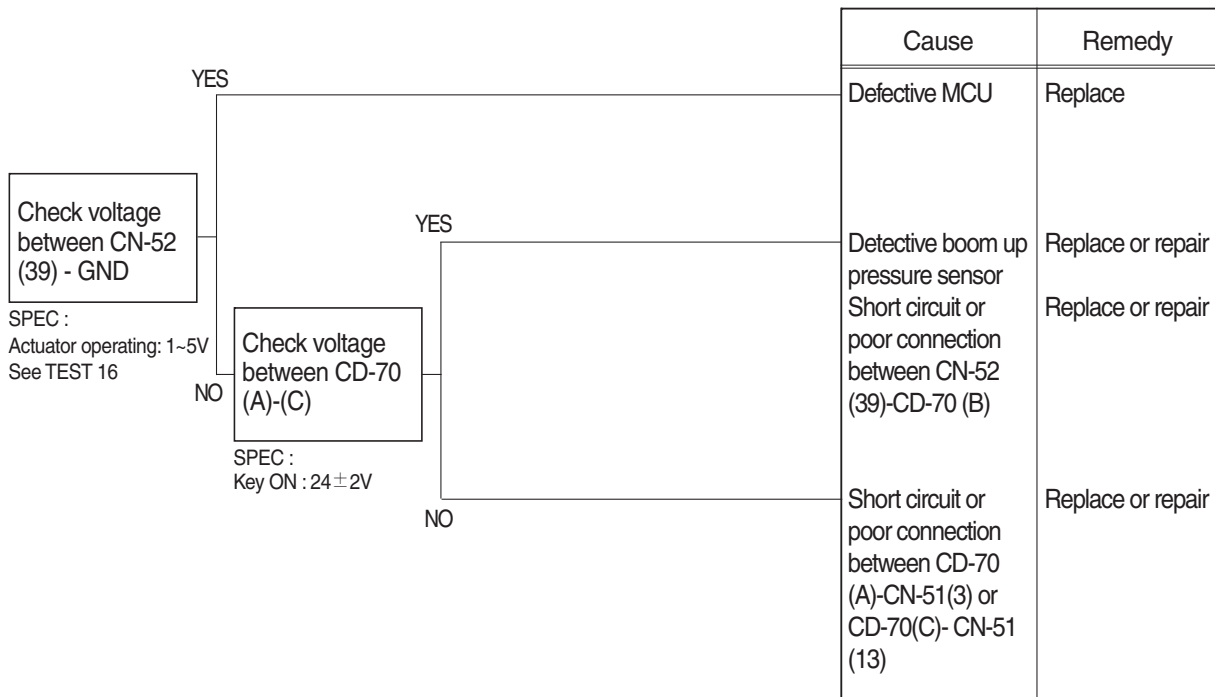 Cause Remedy
YES
Defective MCU Replace
Check voltage
between CN-52
(39) - GND
SPEC :
Actuator operating: 1~5V
See TEST 16
NO
Check voltage
between CD-70
(A)-(C)
SPEC :
Key ON : 24±2V
YES
Detective boom up Replace or repair
pressure sensor
Short circuit or Replace or repair
poor connection
between CN-52
(39)-CD-70 (B)
NO
Short circuit or Replace or repair
poor connection
between CD-70
(A)-CN-51(3) or
CD-70(C)- CN-51
(13)